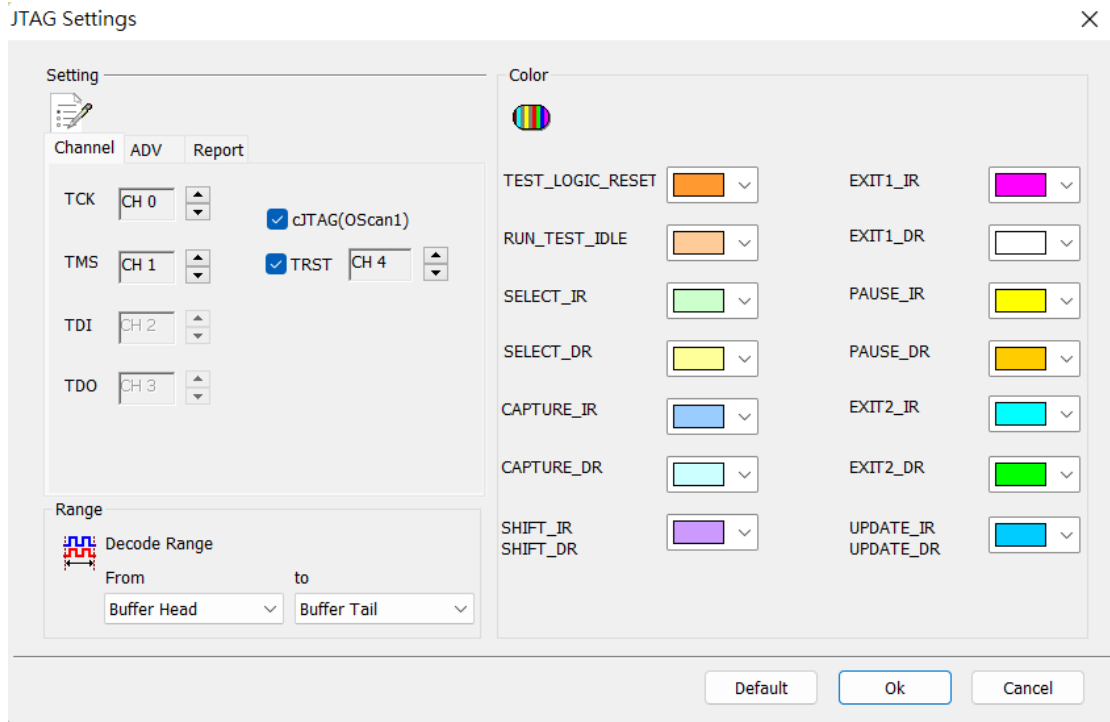 JTAG Settings
Setting
Channel ADV Report
TCK CH 0
TMS CH 1
TDI CH 2
TDO CH 3
cJTAG(OScan1)
TRST CH 4
Range
Decode Range
From to
Buffer Head Buffer Tail
Color
TEST_LOGIC_RESET EXIT1_IR
RUN_TEST_IDLE EXIT1_DR
SELECT_IR PAUSE_IR
SELECT_DR PAUSE_DR
CAPTURE_IR EXIT2_IR
CAPTURE_DR EXIT2_DR
SHIFT_IR UPDATE_IR
SHIFT_DR UPDATE_DR
Default Ok Cancel